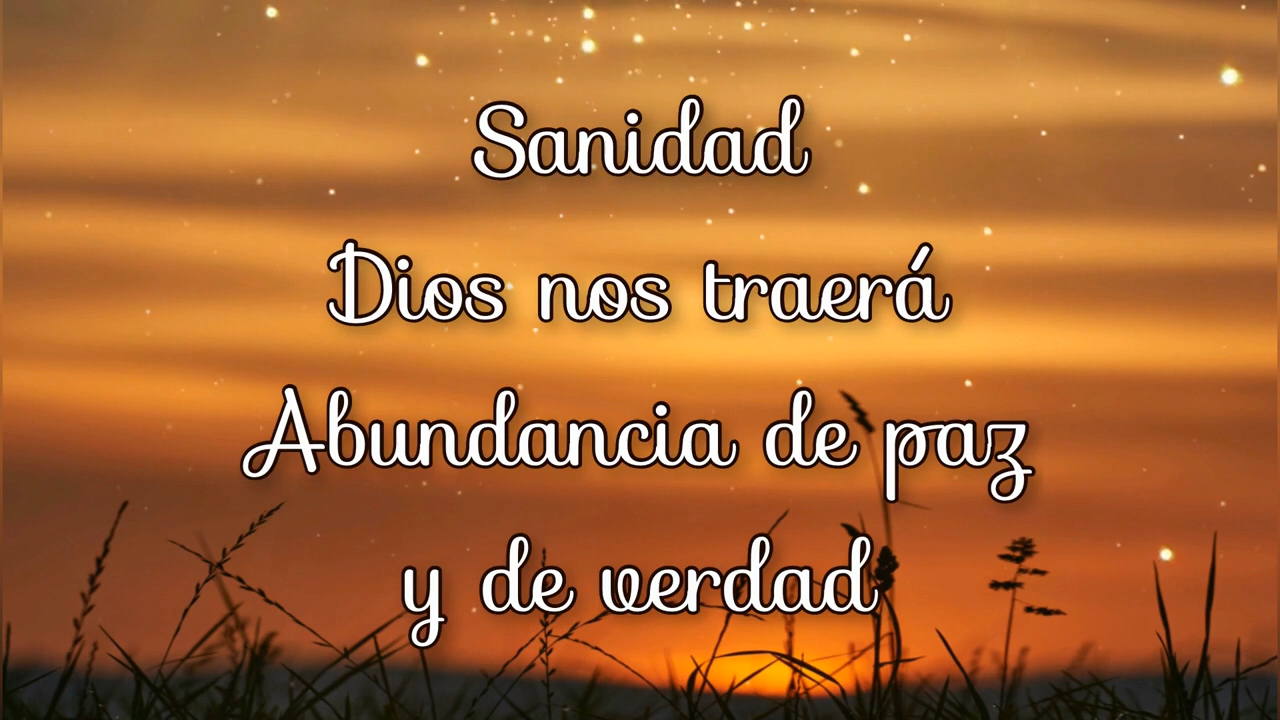 Sanidad
Dios nos traerá
Abundancia de paz
y de verdad